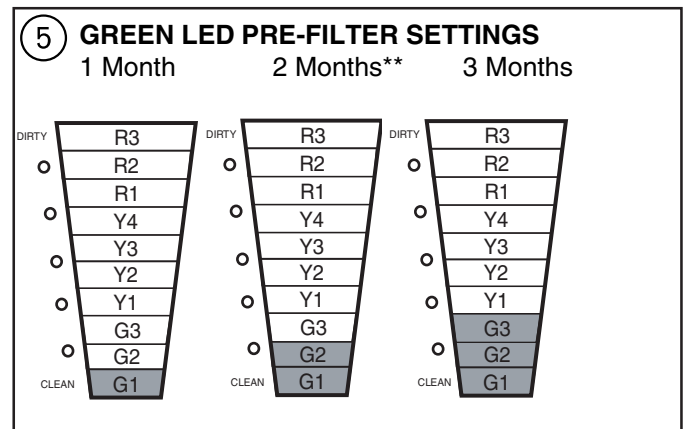 5 GREEN LED PRE-FILTER SETTINGS
1 Month 2 Months** 3 Months
DIRTY R3 DIRTY R3 DIRTY R3
R2 R2 R2
R1 R1 R1
Y4 Y4 Y4
Y3 Y3 Y3
Y2 Y2 Y2
Y1 Y1 Y1
G3 G3 G3
G2 G2 G2
CLEAN G1 CLEAN G1 CLEAN G1